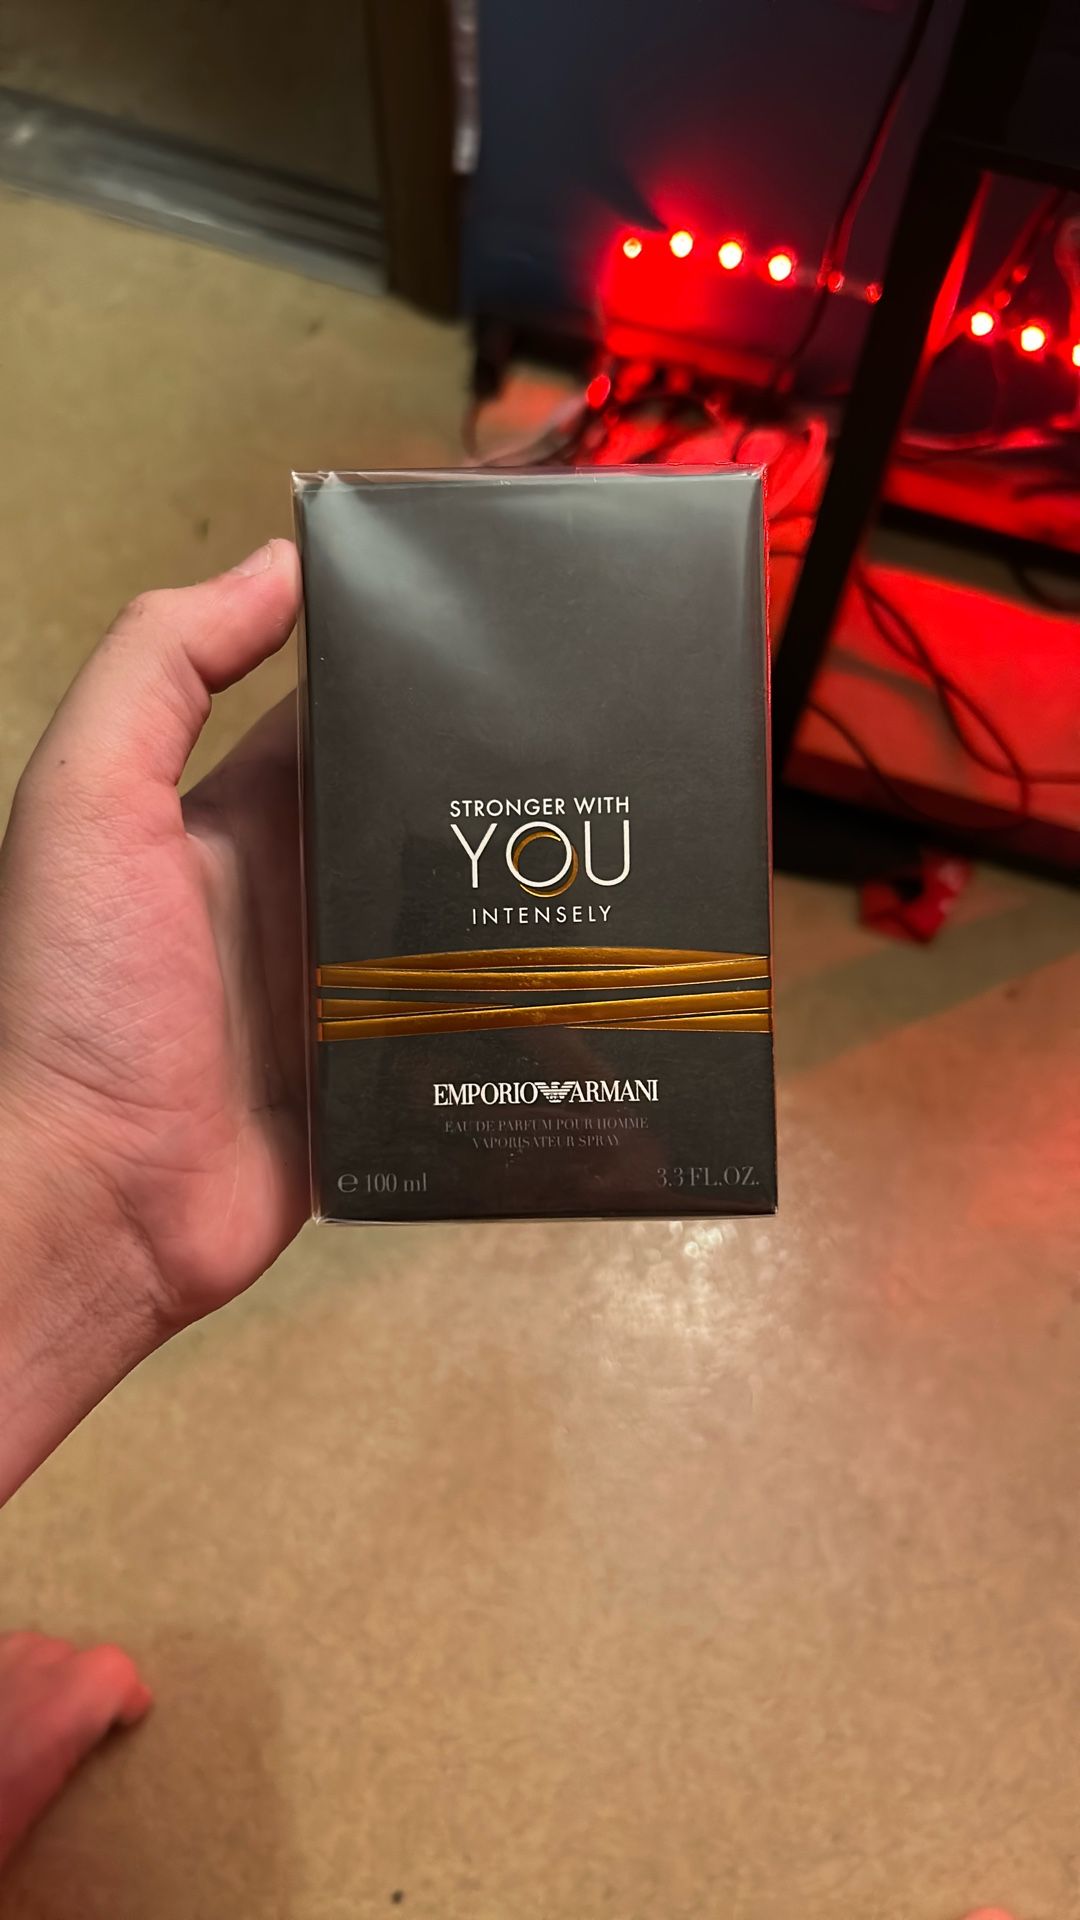 STRONGER WITH
YOU
INTENSELY
EMPORIO ARMANI
EAU DE PARFUM POUR HOMME
VAPORISATEUR SPRAY
℮ 100 ml
3.3 FL.OZ.